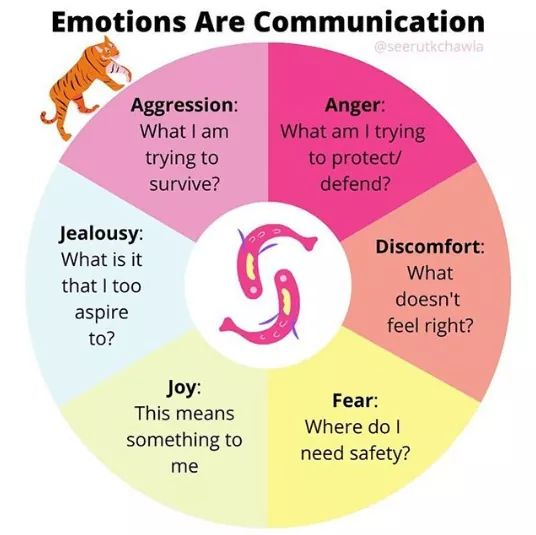 Emotions Are Communication
@seerutkchawla
Aggression:
What I am
trying to
survive?
Anger:
What am I trying
to protect/
defend?
Jealousy:
What is it
that I too
aspire
to?
Discomfort:
What
doesn't
feel right?
Joy:
This means
something to
me
Fear:
Where do I
need safety?